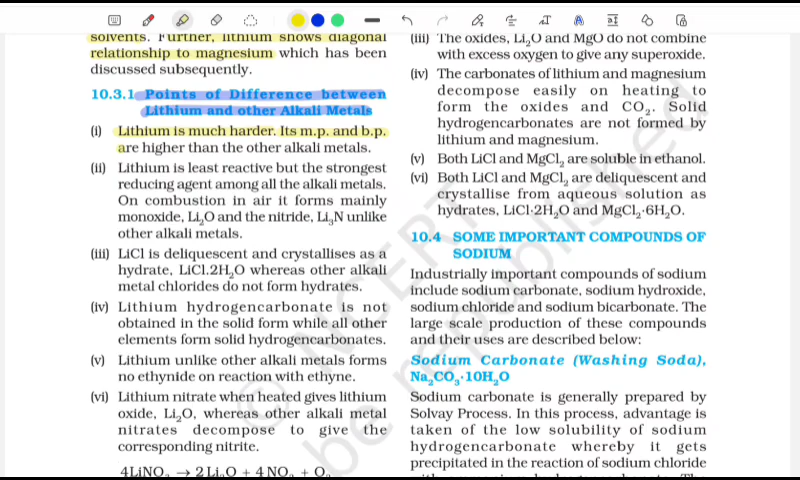 solvents. Further, lithium shows diagonal
relationship to magnesium which has been
discussed subsequently.
10.3.1 Points of Difference between
Lithium and other Alkali Metals
(i) Lithium is much harder. Its m.p. and b.p.
are higher than the other alkali metals.
(ii) Lithium is least reactive but the strongest
reducing agent among all the alkali metals.
On combustion in air it forms mainly
monoxide, Li₂O and the nitride, Li₃N unlike
other alkali metals.
(iii) LiCl is deliquescent and crystallises as a
hydrate, LiCl.2H₂O whereas other alkali
metal chlorides do not form hydrates.
(iv) Lithium hydrogencarbonate is not
obtained in the solid form while all other
elements form solid hydrogencarbonates.
(v) Lithium unlike other alkali metals forms
no ethynide on reaction with ethyne.
(vi) Lithium nitrate when heated gives lithium
oxide, Li₂O, whereas other alkali metal
nitrates decompose to give the
corresponding nitrite.
4LiNO₃ → 2 Li₂O + 4 NO₂ + O₂
(iii) The oxides, Li₂O and MgO do not combine
with excess oxygen to give any superoxide.
(iv) The carbonates of lithium and magnesium
decompose easily on heating to
form the oxides and CO₂. Solid
hydrogencarbonates are not formed by
lithium and magnesium.
(v) Both LiCl and MgCl₂ are soluble in ethanol.
(vi) Both LiCl and MgCl₂ are deliquescent and
crystallise from aqueous solution as
hydrates, LiCl·2H₂O and MgCl₂·6H₂O.
10.4 SOME IMPORTANT COMPOUNDS OF
SODIUM
Industrially important compounds of sodium
include sodium carbonate, sodium hydroxide,
sodium chloride and sodium bicarbonate. The
large scale production of these compounds
and their uses are described below:
Sodium Carbonate (Washing Soda),
Na₂CO₃·10H₂O
Sodium carbonate is generally prepared by
Solvay Process. In this process, advantage is
taken of the low solubility of sodium
hydrogencarbonate whereby it gets
precipitated in the reaction of sodium chloride
© NCERT
be republished